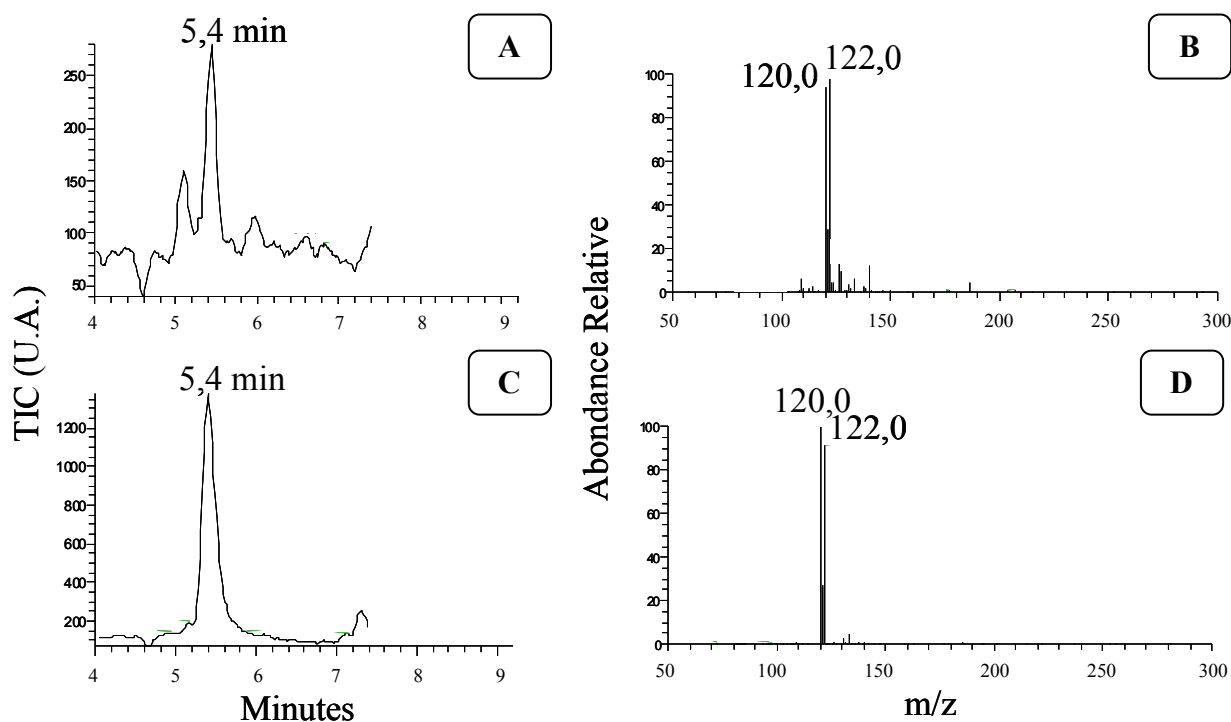 TIC (U.A.)
5,4 min
A
250
200
150
100
50
4 5 6 7 8 9
Abondance Relative
120,0 122,0
B
100
80
60
40
20
0
50 100 150 200 250 300
5,4 min
C
1200
1000
800
600
400
200
4 5 6 7 8 9
Minutes
120,0
122,0
D
100
80
60
40
20
0
50 100 150 200 250 300
m/z